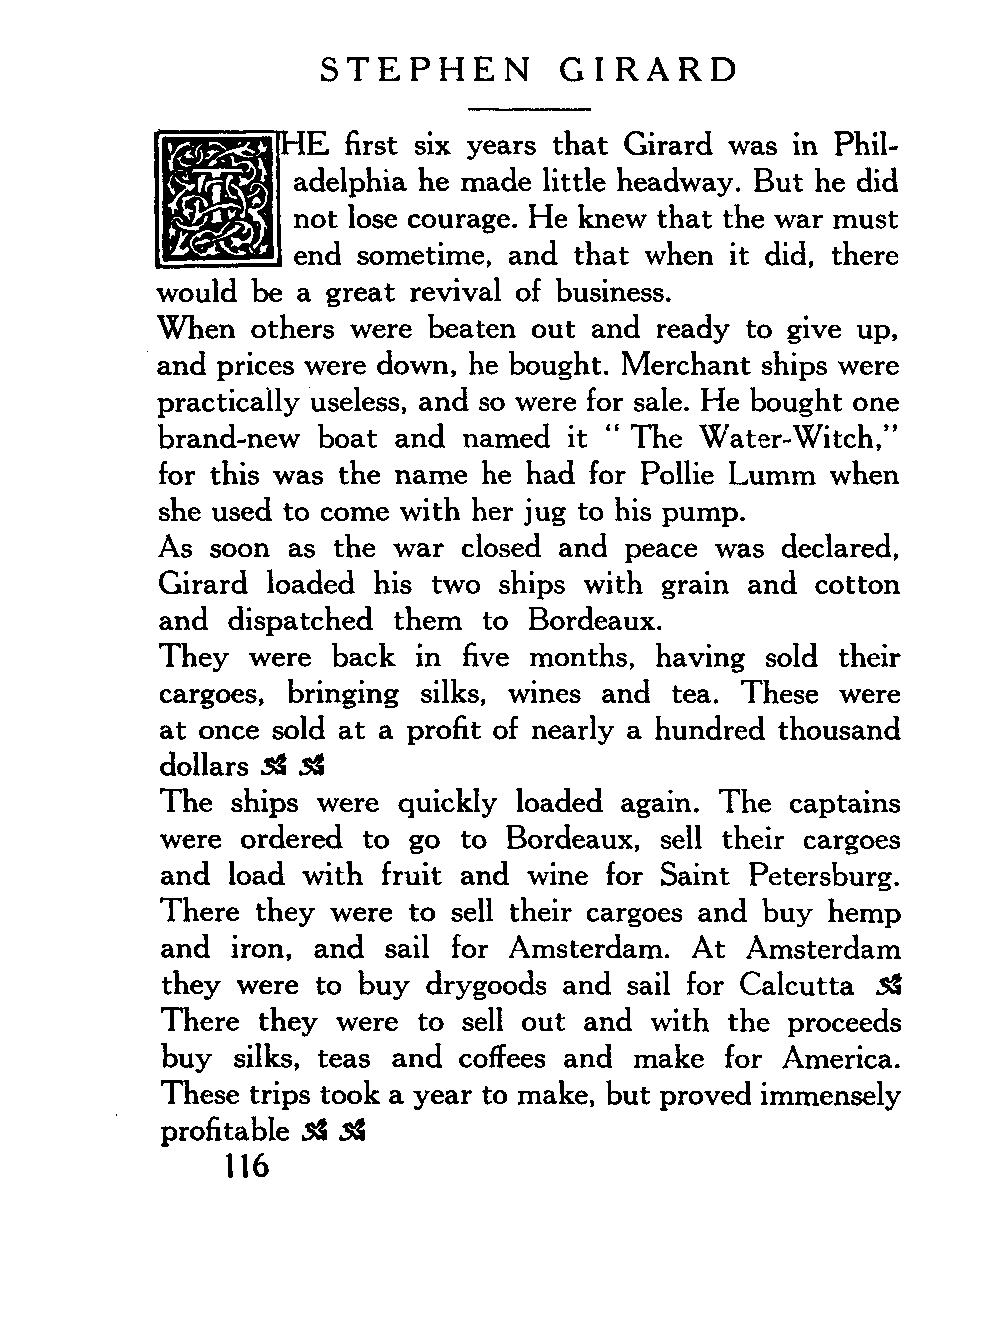 STEPHEN GIRARD
THE first six years that Girard was in Phil-
adelphia he made little headway. But he did
not lose courage. He knew that the war must
end sometime, and that when it did, there
would be a great revival of business.
When others were beaten out and ready to give up,
and prices were down, he bought. Merchant ships were
practically useless, and so were for sale. He bought one
brand-new boat and named it " The Water-Witch,"
for this was the name he had for Pollie Lumm when
she used to come with her jug to his pump.
As soon as the war closed and peace was declared,
Girard loaded his two ships with grain and cotton
and dispatched them to Bordeaux.
They were back in five months, having sold their
cargoes, bringing silks, wines and tea. These were
at once sold at a profit of nearly a hundred thousand
dollars
The ships were quickly loaded again. The captains
were ordered to go to Bordeaux, sell their cargoes
and load with fruit and wine for Saint Petersburg.
There they were to sell their cargoes and buy hemp
and iron, and sail for Amsterdam. At Amsterdam
they were to buy drygoods and sail for Calcutta
There they were to sell out and with the proceeds
buy silks, teas and coffees and make for America.
These trips took a year to make, but proved immensely
profitable
116